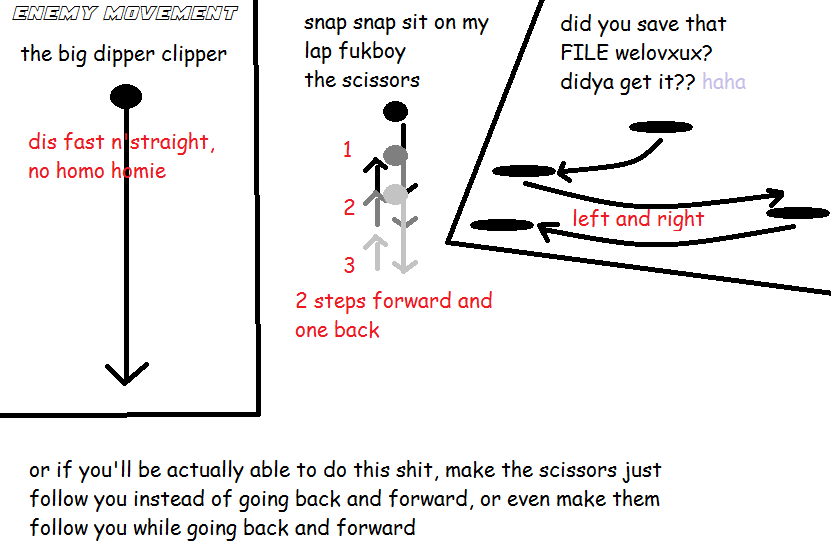 ENEMY MOVEMENT
the big dipper clipper
dis fast n'straight,
no homo homie
snap snap sit on my
lap fukboy
the scissors
1
2
3
2 steps forward and
one back
did you save that
FILE welovxux?
didya get it?? haha
left and right
or if you'll be actually able to do this shit, make the scissors just
follow you instead of going back and forward, or even make them
follow you while going back and forward